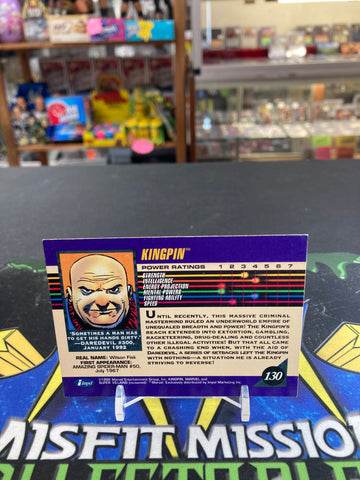 KINGPIN™
POWER RATINGS 1 2 3 4 5 6 7
STRENGTH
INTELLIGENCE
ENERGY PROJECTION
MENTAL POWERS
FIGHTING ABILITY
SPEED
"SOMETIMES A MAN HAS
TO GET HIS HANDS DIRTY."
—DAREDEVIL #300,
JANUARY 1992
REAL NAME: Wilson Fisk
FIRST APPEARANCE:
AMAZING SPIDER-MAN #50,
July 1967
UNTIL RECENTLY, THIS MASSIVE CRIMINAL
MASTERMIND RULED AN UNDERWORLD EMPIRE OF
UNEQUALED BREADTH AND POWER! THE KINGPIN'S
REACH EXTENDED INTO EXTORTION, GAMBLING,
RACKETEERING, DRUG-DEALING AND COUNTLESS
OTHER ILLEGAL ACTIVITIES! BUT THAT ALL CAME
TO A CRASHING END WHEN, WITH THE AID OF
DAREDEVIL, A SERIES OF SETBACKS LEFT THE KINGPIN
WITH NOTHING—A SITUATION HE IS ALREADY
STRIVING TO REVERSE!
impel
SUPER VILLAINS
130
MISFIT MISSION
COLLECTIBLES